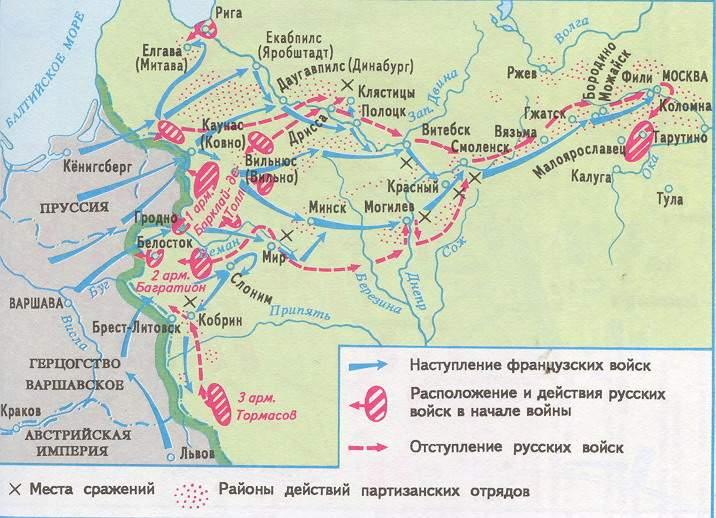 БАЛТИЙСКОЕ МОРЕ
Рига
Елгава
(Митава)
Екабпилс
(Яробштадт)
Даугавпилс (Динабург)
Клястицы
Полоцк
Дрисса
Зап. Двина
Волга
Ржев
Бородино
Можайск
Фили
МОСКВА
Коломна
Гжатск
Вязьма
Тарутино
Малоярославец
Ока
Калуга
Тула
Каунас
(Ковно)
Вильнюс
(Вильно)
Витебск
Смоленск
Красный
Кёнигсберг
ПРУССИЯ
1 арм.
Барклай-де-
Толли
Гродно
Минск
Могилев
Белосток
Неман
Мир
Сож
2 арм.
Багратион
Слоним
Березина
Днепр
ВАРШАВА
Буг
Висла
Припять
Брест-Литовск
Кобрин
ГЕРЦОГСТВО
ВАРШАВСКОЕ
3 арм.
Тормасов
Краков
АВСТРИЙСКАЯ
ИМПЕРИЯ
Львов
Наступление французских войск
Расположение и действия русских
войск в начале войны
Отступление русских войск
Места сражений
Районы действий партизанских отрядов